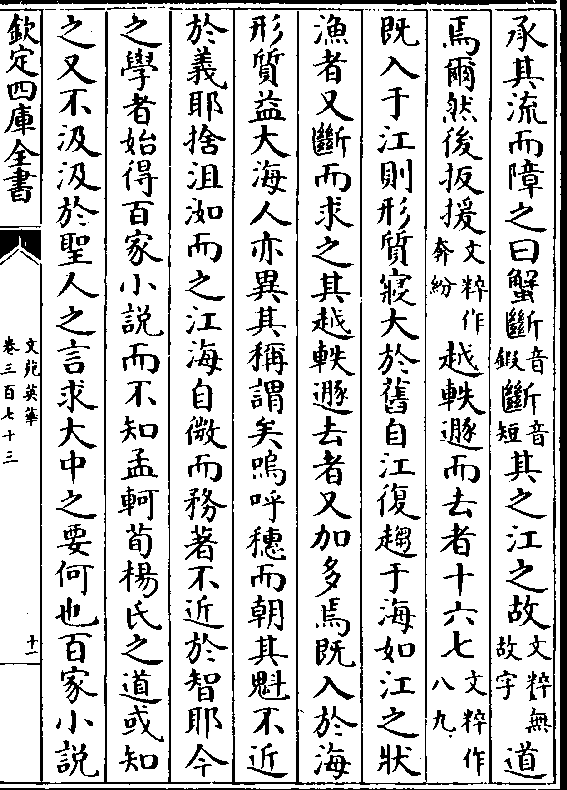 承其流而障之曰蟹斷音鍛斷音短其之江之故文粹無故字道
焉爾然後扳援文粹作奔紛越軼遯而去者十六七文粹作八九
既入于江則形質寖大於舊自江復趨于海如江之狀
漁者又斷而求之其越軼遯去者又加多焉既入於海
形質益大海人亦異其稱謂矣嗚呼穗而朝其魁不近
於義耶捨沮洳而之江海自微而務著不近於智耶今
之學者始得百家小說而不知孟軻荀楊氏之道或知
之又不汲汲於聖人之言求大中之要何也百家小說
欽定四庫全書
文苑英華
卷三百七十三
十一